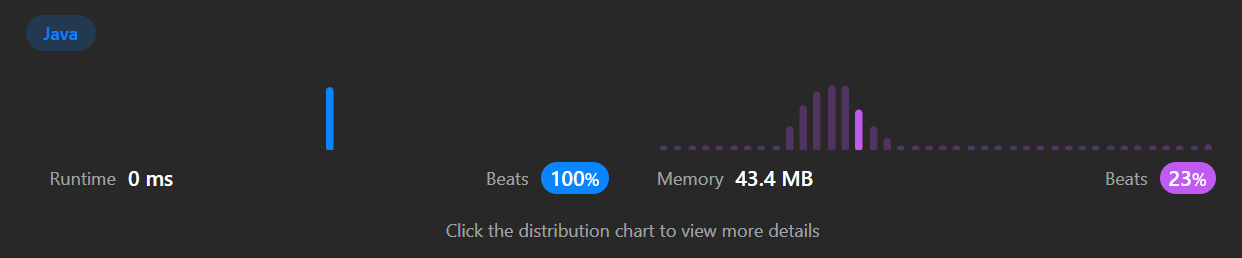 Java
Runtime 0 ms Beats 100% Memory 43.4 MB Beats 23%
Click the distribution chart to view more details